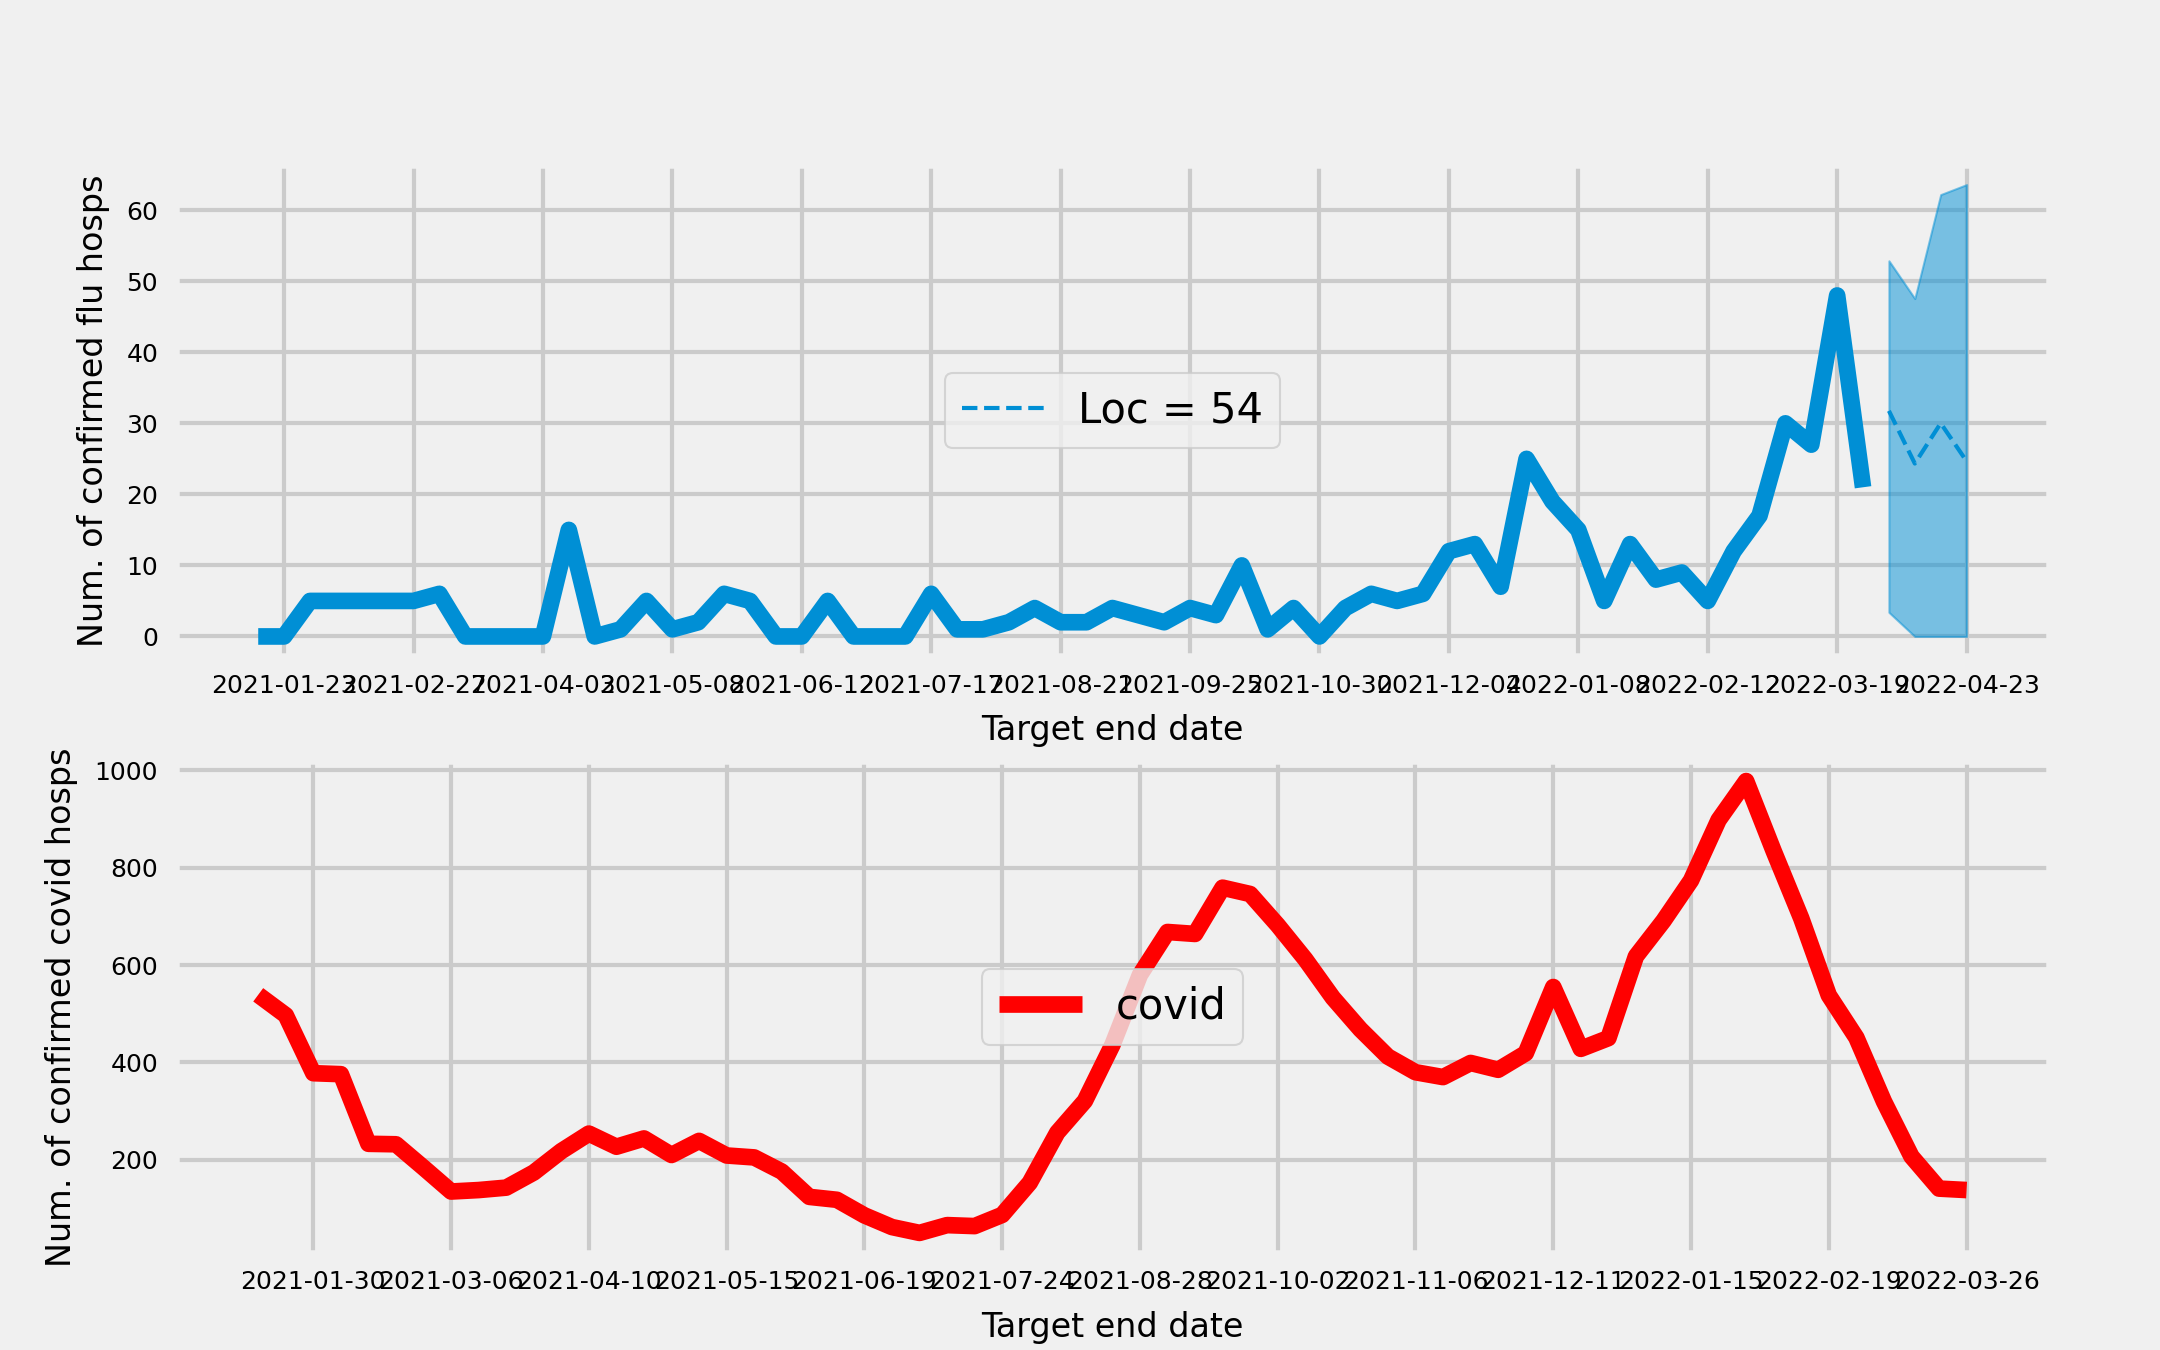 Num. of confirmed flu hosps
60
50
40
30
20
10
0
Loc = 54
2021-01-23 2021-02-27 2021-04-03 2021-05-08 2021-06-12 2021-07-17 2021-08-21 2021-09-25 2021-10-30 2021-12-04 2022-01-08 2022-02-12 2022-03-19 2022-04-23
Target end date
Num. of confirmed covid hosps
1000
800
600
400
200
covid
2021-01-30 2021-03-06 2021-04-10 2021-05-15 2021-06-19 2021-07-24 2021-08-28 2021-10-02 2021-11-06 2021-12-11 2022-01-15 2022-02-19 2022-03-26
Target end date